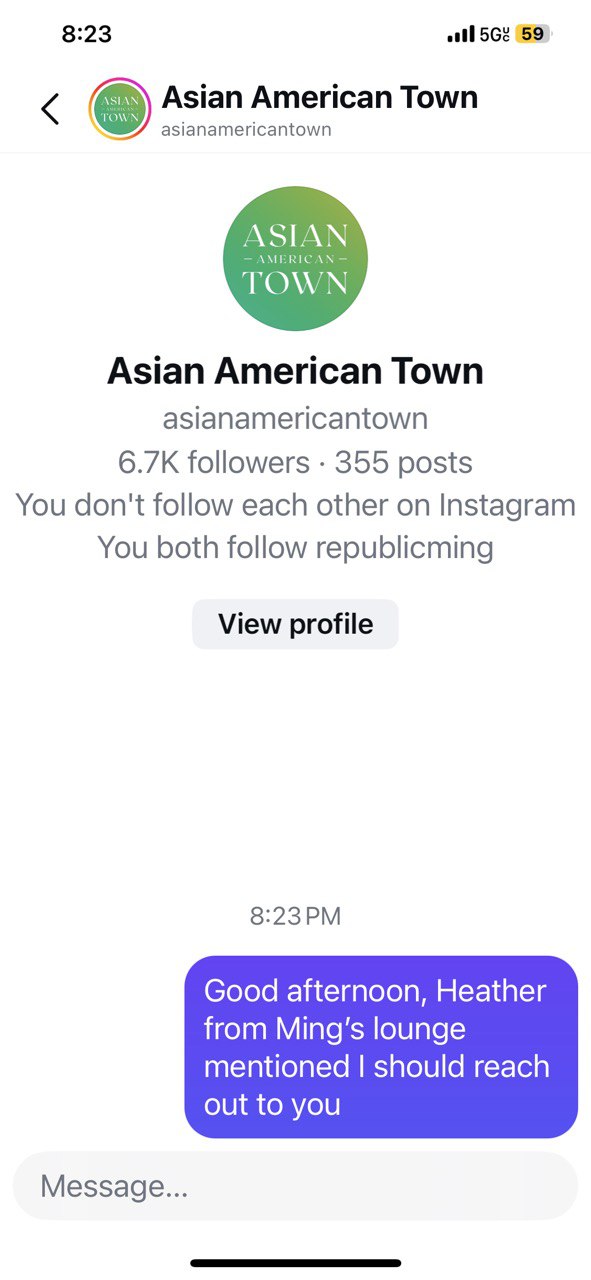 8:23
5G 59
ASIAN
AMERICAN
TOWN
Asian American Town
asianamericantown
ASIAN
– AMERICAN –
TOWN
Asian American Town
asianamericantown
6.7K followers · 355 posts
You don't follow each other on Instagram
You both follow republicming
View profile
8:23 PM
Good afternoon, Heather
from Ming’s lounge
mentioned I should reach
out to you
Message...